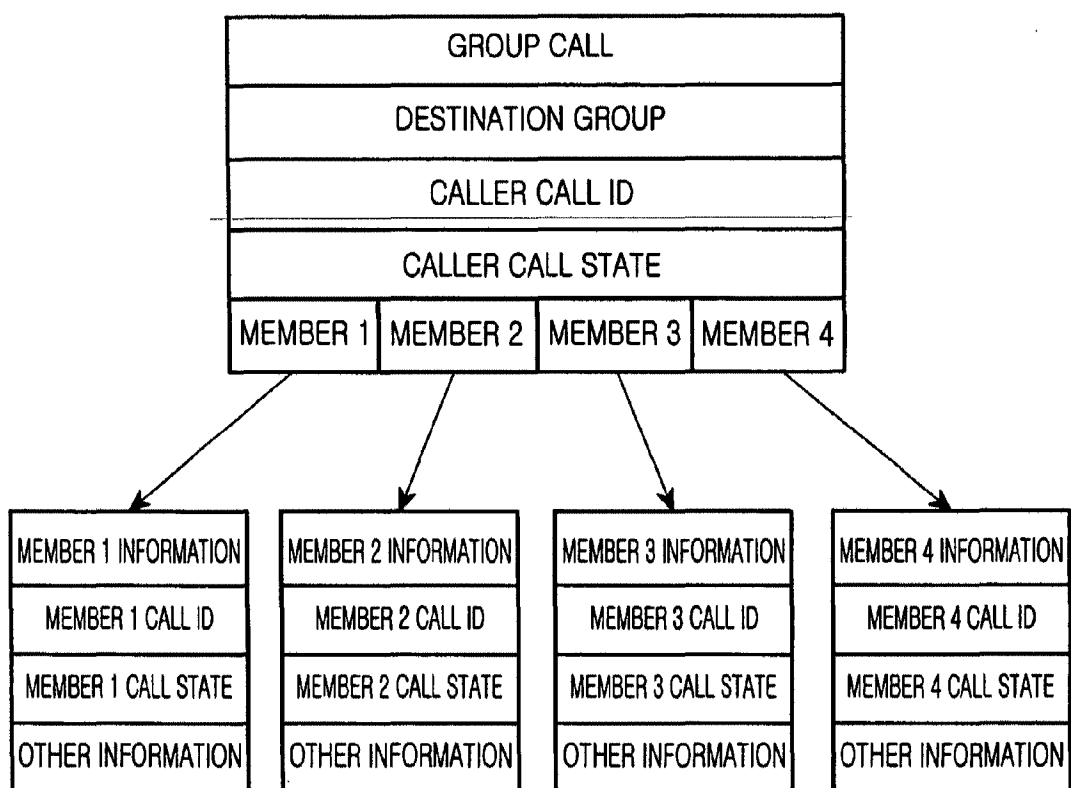 GROUP CALL
DESTINATION GROUP
CALLER CALL ID
CALLER CALL STATE
MEMBER 1 MEMBER 2 MEMBER 3 MEMBER 4
MEMBER 1 INFORMATION MEMBER 2 INFORMATION MEMBER 3 INFORMATION MEMBER 4 INFORMATION
MEMBER 1 CALL ID MEMBER 2 CALL ID MEMBER 3 CALL ID MEMBER 4 CALL ID
MEMBER 1 CALL STATE MEMBER 2 CALL STATE MEMBER 3 CALL STATE MEMBER 4 CALL STATE
OTHER INFORMATION OTHER INFORMATION OTHER INFORMATION OTHER INFORMATION